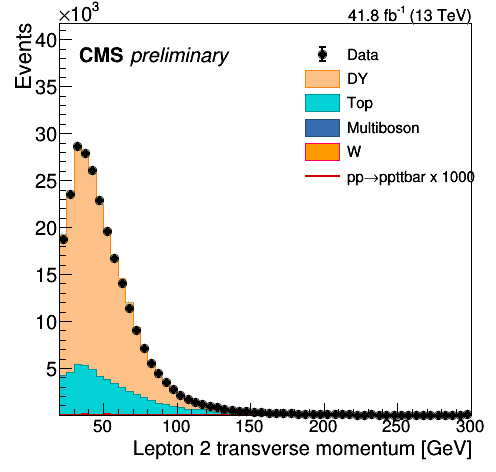 ×10³
41.8 fb⁻¹ (13 TeV)
Events
CMS preliminary
Data
DY
Top
Multiboson
W
pp→ppttbar x 1000
40
35
30
25
20
15
10
5
50 100 150 200 250 300
Lepton 2 transverse momentum [GeV]